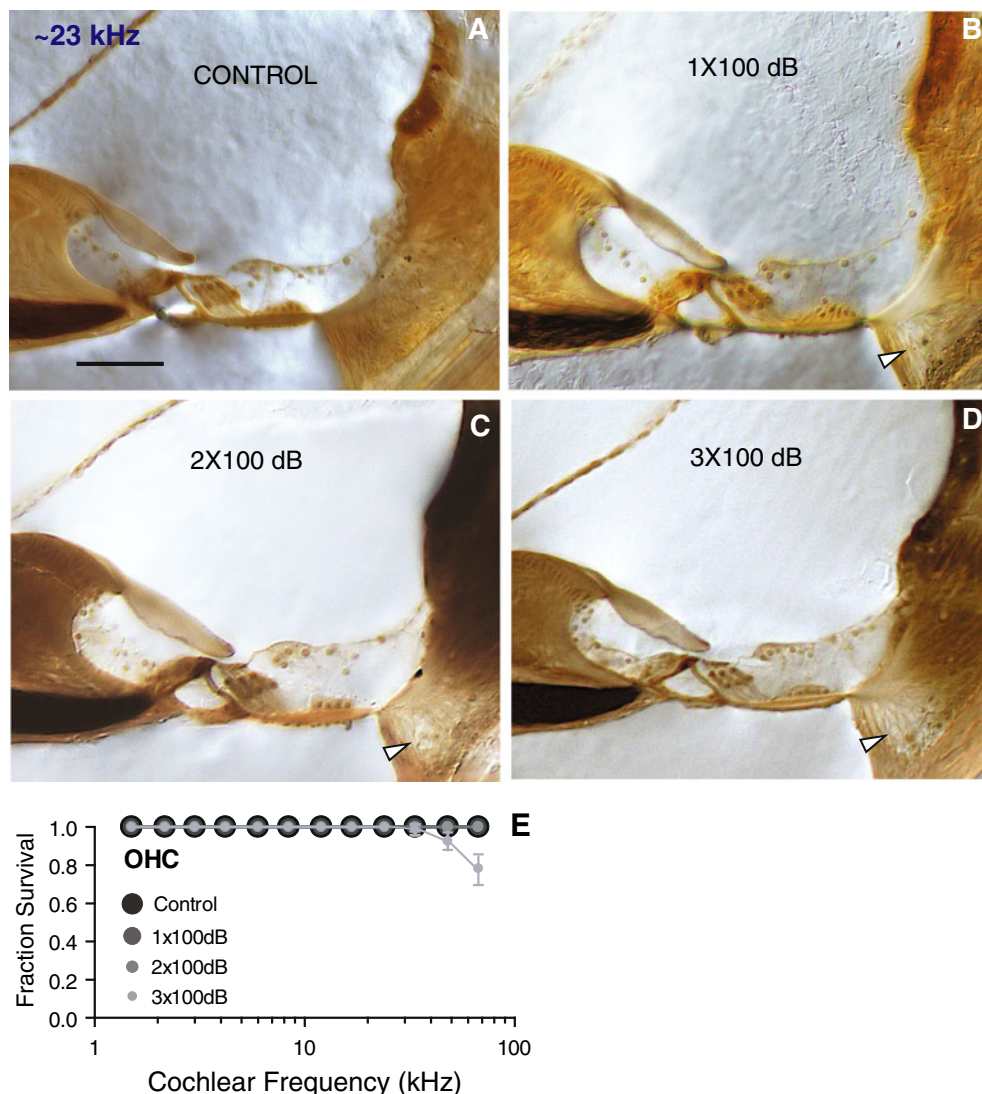 ~23 kHz
A
CONTROL
B
1X100 dB
C
2X100 dB
D
3X100 dB
E
1.0
0.8
0.6
0.4
0.2
0.0
Fraction Survival
OHC
Control
1x100dB
2x100dB
3x100dB
1
10
100
Cochlear Frequency (kHz)